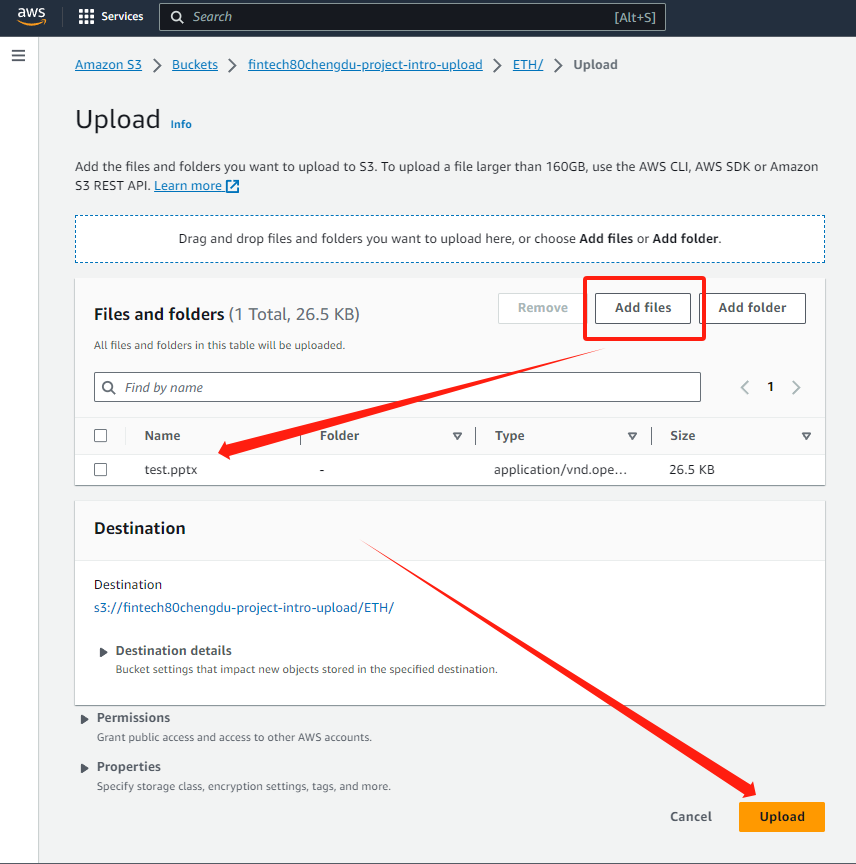 aws Services Search [Alt+S]
Amazon S3 Buckets fintech80chengdu-project-intro-upload ETH/ Upload
Upload Info
Add the files and folders you want to upload to S3. To upload a file larger than 160GB, use the AWS CLI, AWS SDK or Amazon
S3 REST API. Learn more
Drag and drop files and folders you want to upload here, or choose Add files or Add folder.
Files and folders (1 Total, 26.5 KB) Remove Add files Add folder
All files and folders in this table will be uploaded.
Find by name 1
Name Folder Type Size
test.pptx - application/vnd.ope... 26.5 KB
Destination
Destination
s3://fintech80chengdu-project-intro-upload/ETH/
Destination details
Bucket settings that impact new objects stored in the specified destination.
Permissions
Grant public access and access to other AWS accounts.
Properties
Specify storage class, encryption settings, tags, and more.
Cancel Upload